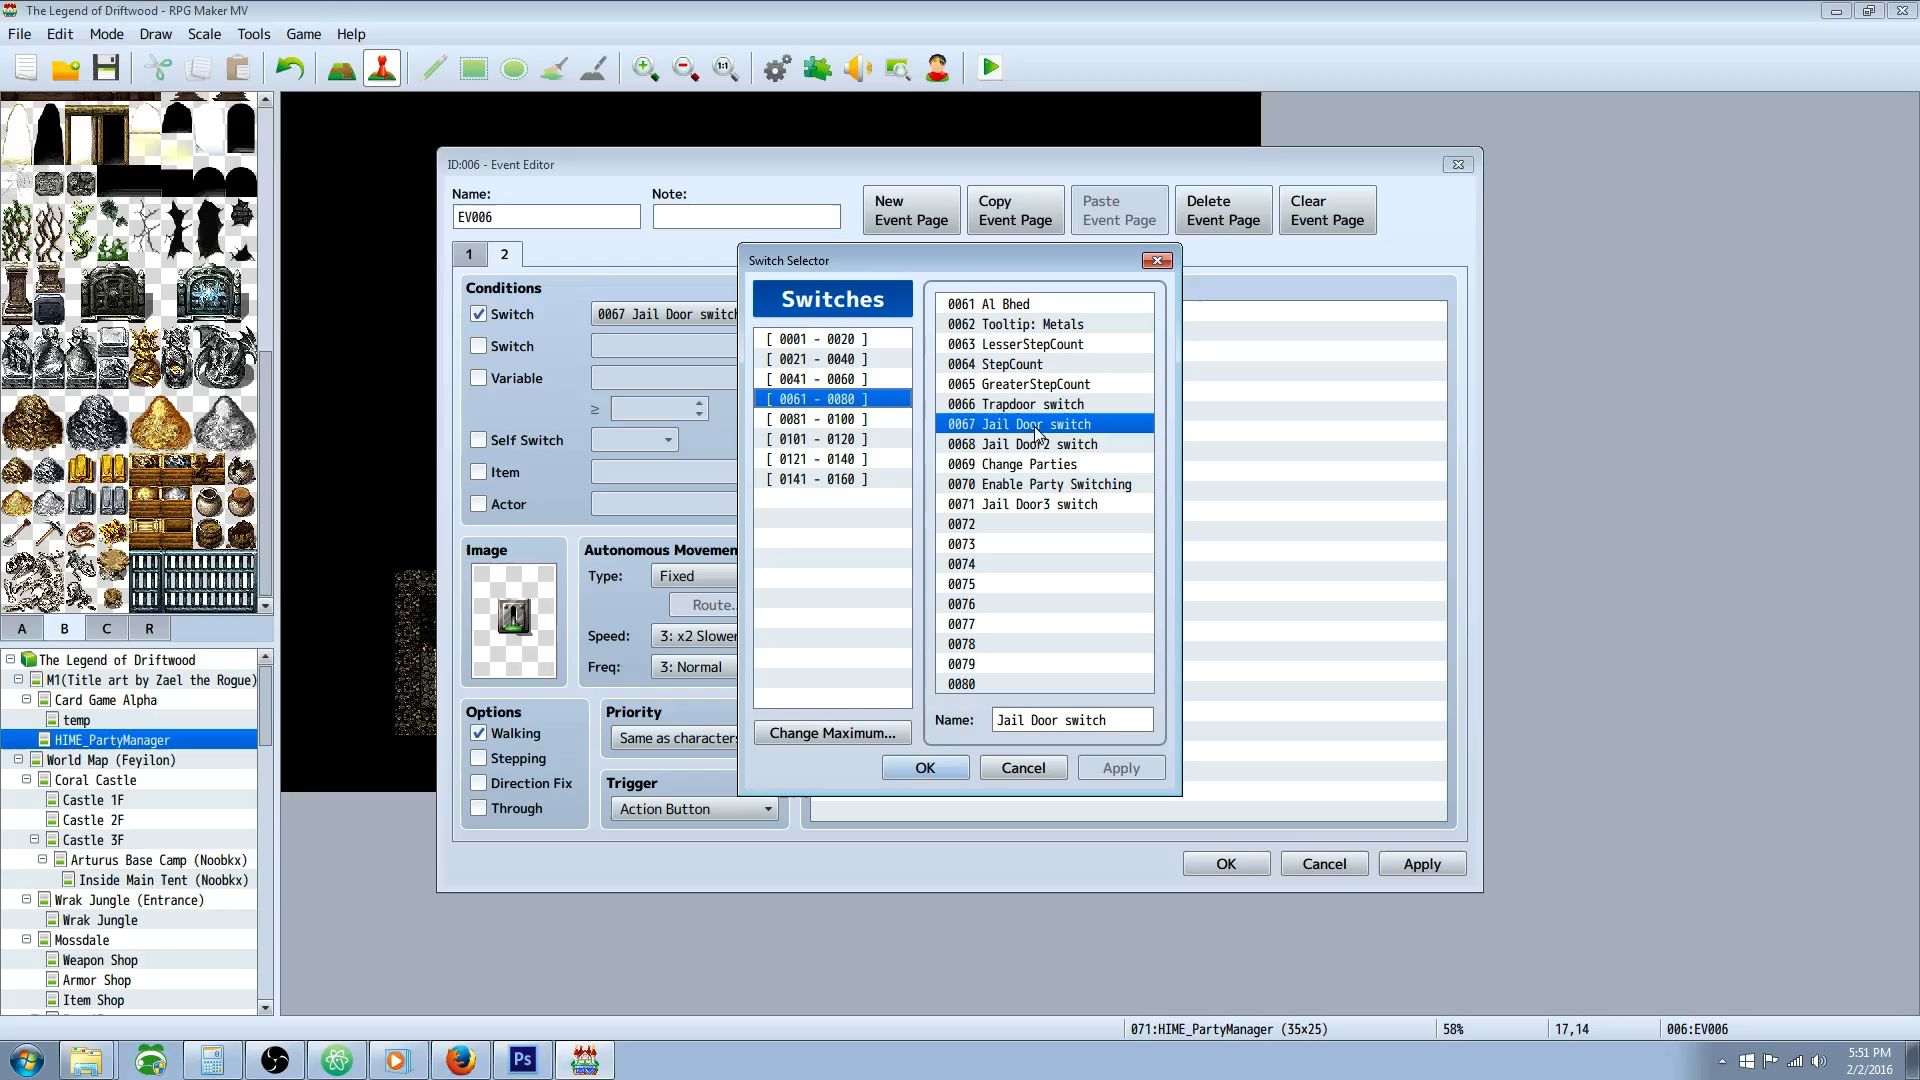 The Legend of Driftwood - RPG Maker MV
File Edit Mode Draw Scale Tools Game Help
1:1
ID:006 - Event Editor
Name:
Note:
EV006
New Event Page
Copy Event Page
Paste Event Page
Delete Event Page
Clear Event Page
1 2
Conditions
Switch
0067 Jail Door switch
Switch
Variable
≥
Self Switch
Item
Actor
Image
Autonomous Movemen
Type:
Fixed
Route..
Speed:
3: x2 Slower
Freq:
3: Normal
Options
Walking
Stepping
Direction Fix
Through
Priority
Same as characters
Trigger
Action Button
OK Cancel Apply
Switch Selector
Switches
[ 0001 - 0020 ]
[ 0021 - 0040 ]
[ 0041 - 0060 ]
[ 0061 - 0080 ]
[ 0081 - 0100 ]
[ 0101 - 0120 ]
[ 0121 - 0140 ]
[ 0141 - 0160 ]
Change Maximum...
0061 Al Bhed
0062 Tooltip: Metals
0063 LesserStepCount
0064 StepCount
0065 GreaterStepCount
0066 Trapdoor switch
0067 Jail Door switch
0068 Jail Door2 switch
0069 Change Parties
0070 Enable Party Switching
0071 Jail Door3 switch
0072
0073
0074
0075
0076
0077
0078
0079
0080
Name:
Jail Door switch
OK Cancel Apply
A B C R
The Legend of Driftwood
M1(Title art by Zael the Rogue)
Card Game Alpha
temp
HIME_PartyManager
World Map (Feyilon)
Coral Castle
Castle 1F
Castle 2F
Castle 3F
Arturus Base Camp (Noobkx)
Inside Main Tent (Noobkx)
Wrak Jungle (Entrance)
Wrak Jungle
Mossdale
Weapon Shop
Armor Shop
Item Shop
071:HIME_PartyManager (35x25)
58%
17,14
006:EV006
Ps
5:51 PM
2/2/2016